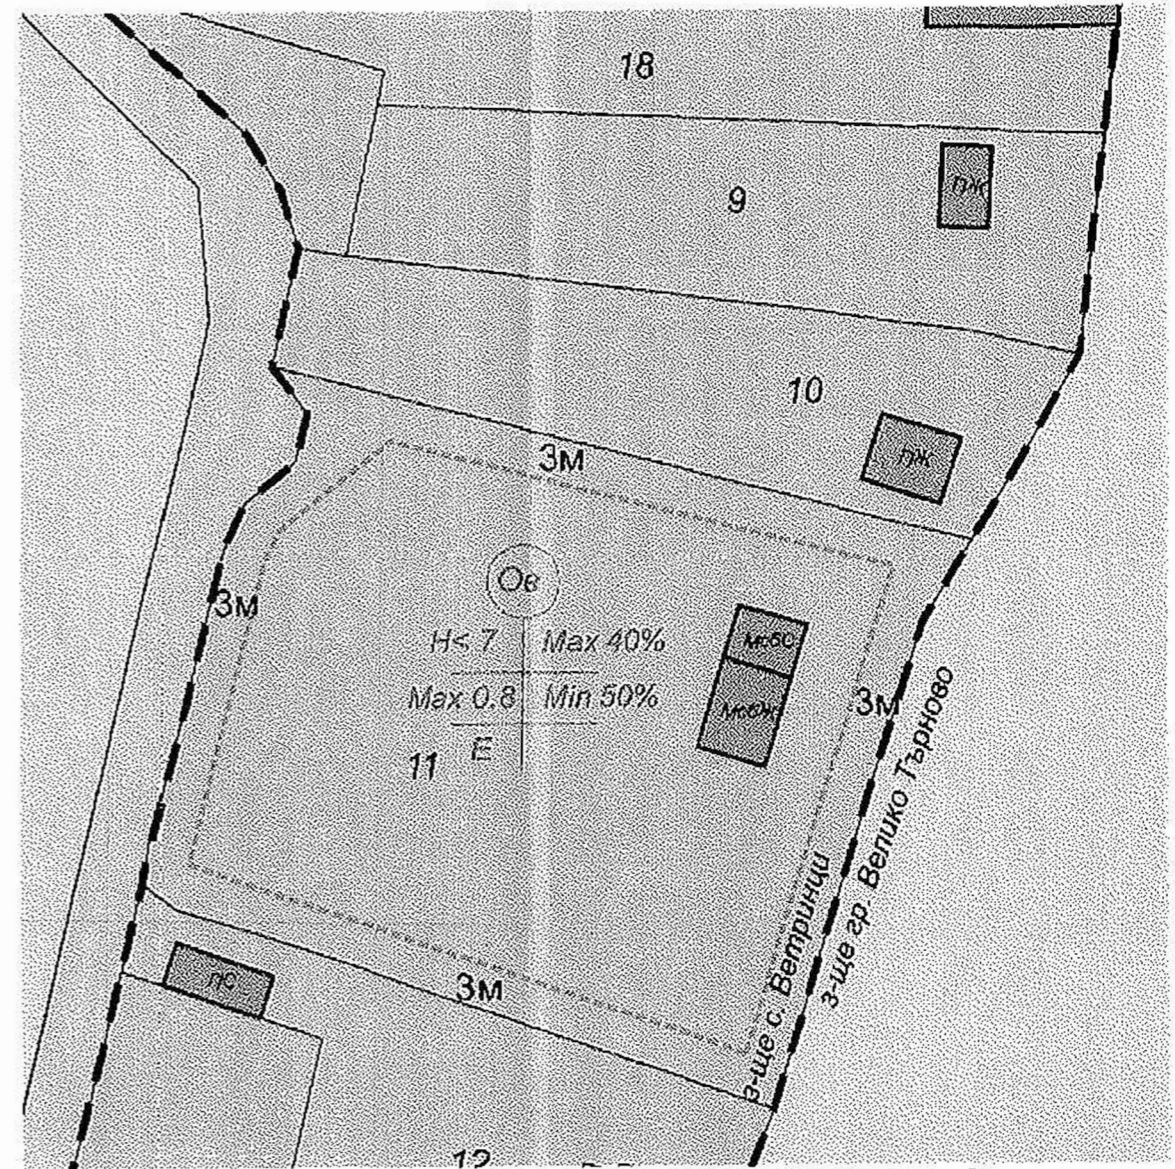 18
9
ПЖ
10
ПЖ
3м
Ов
3м
H≤ 7 Max 40%
МсбС
Max 0.8 Min 50%
МсбЖ
3м
11 E
з-ще с. Ветринци
з-ще гр. Велико Търново
ПС
3м
12